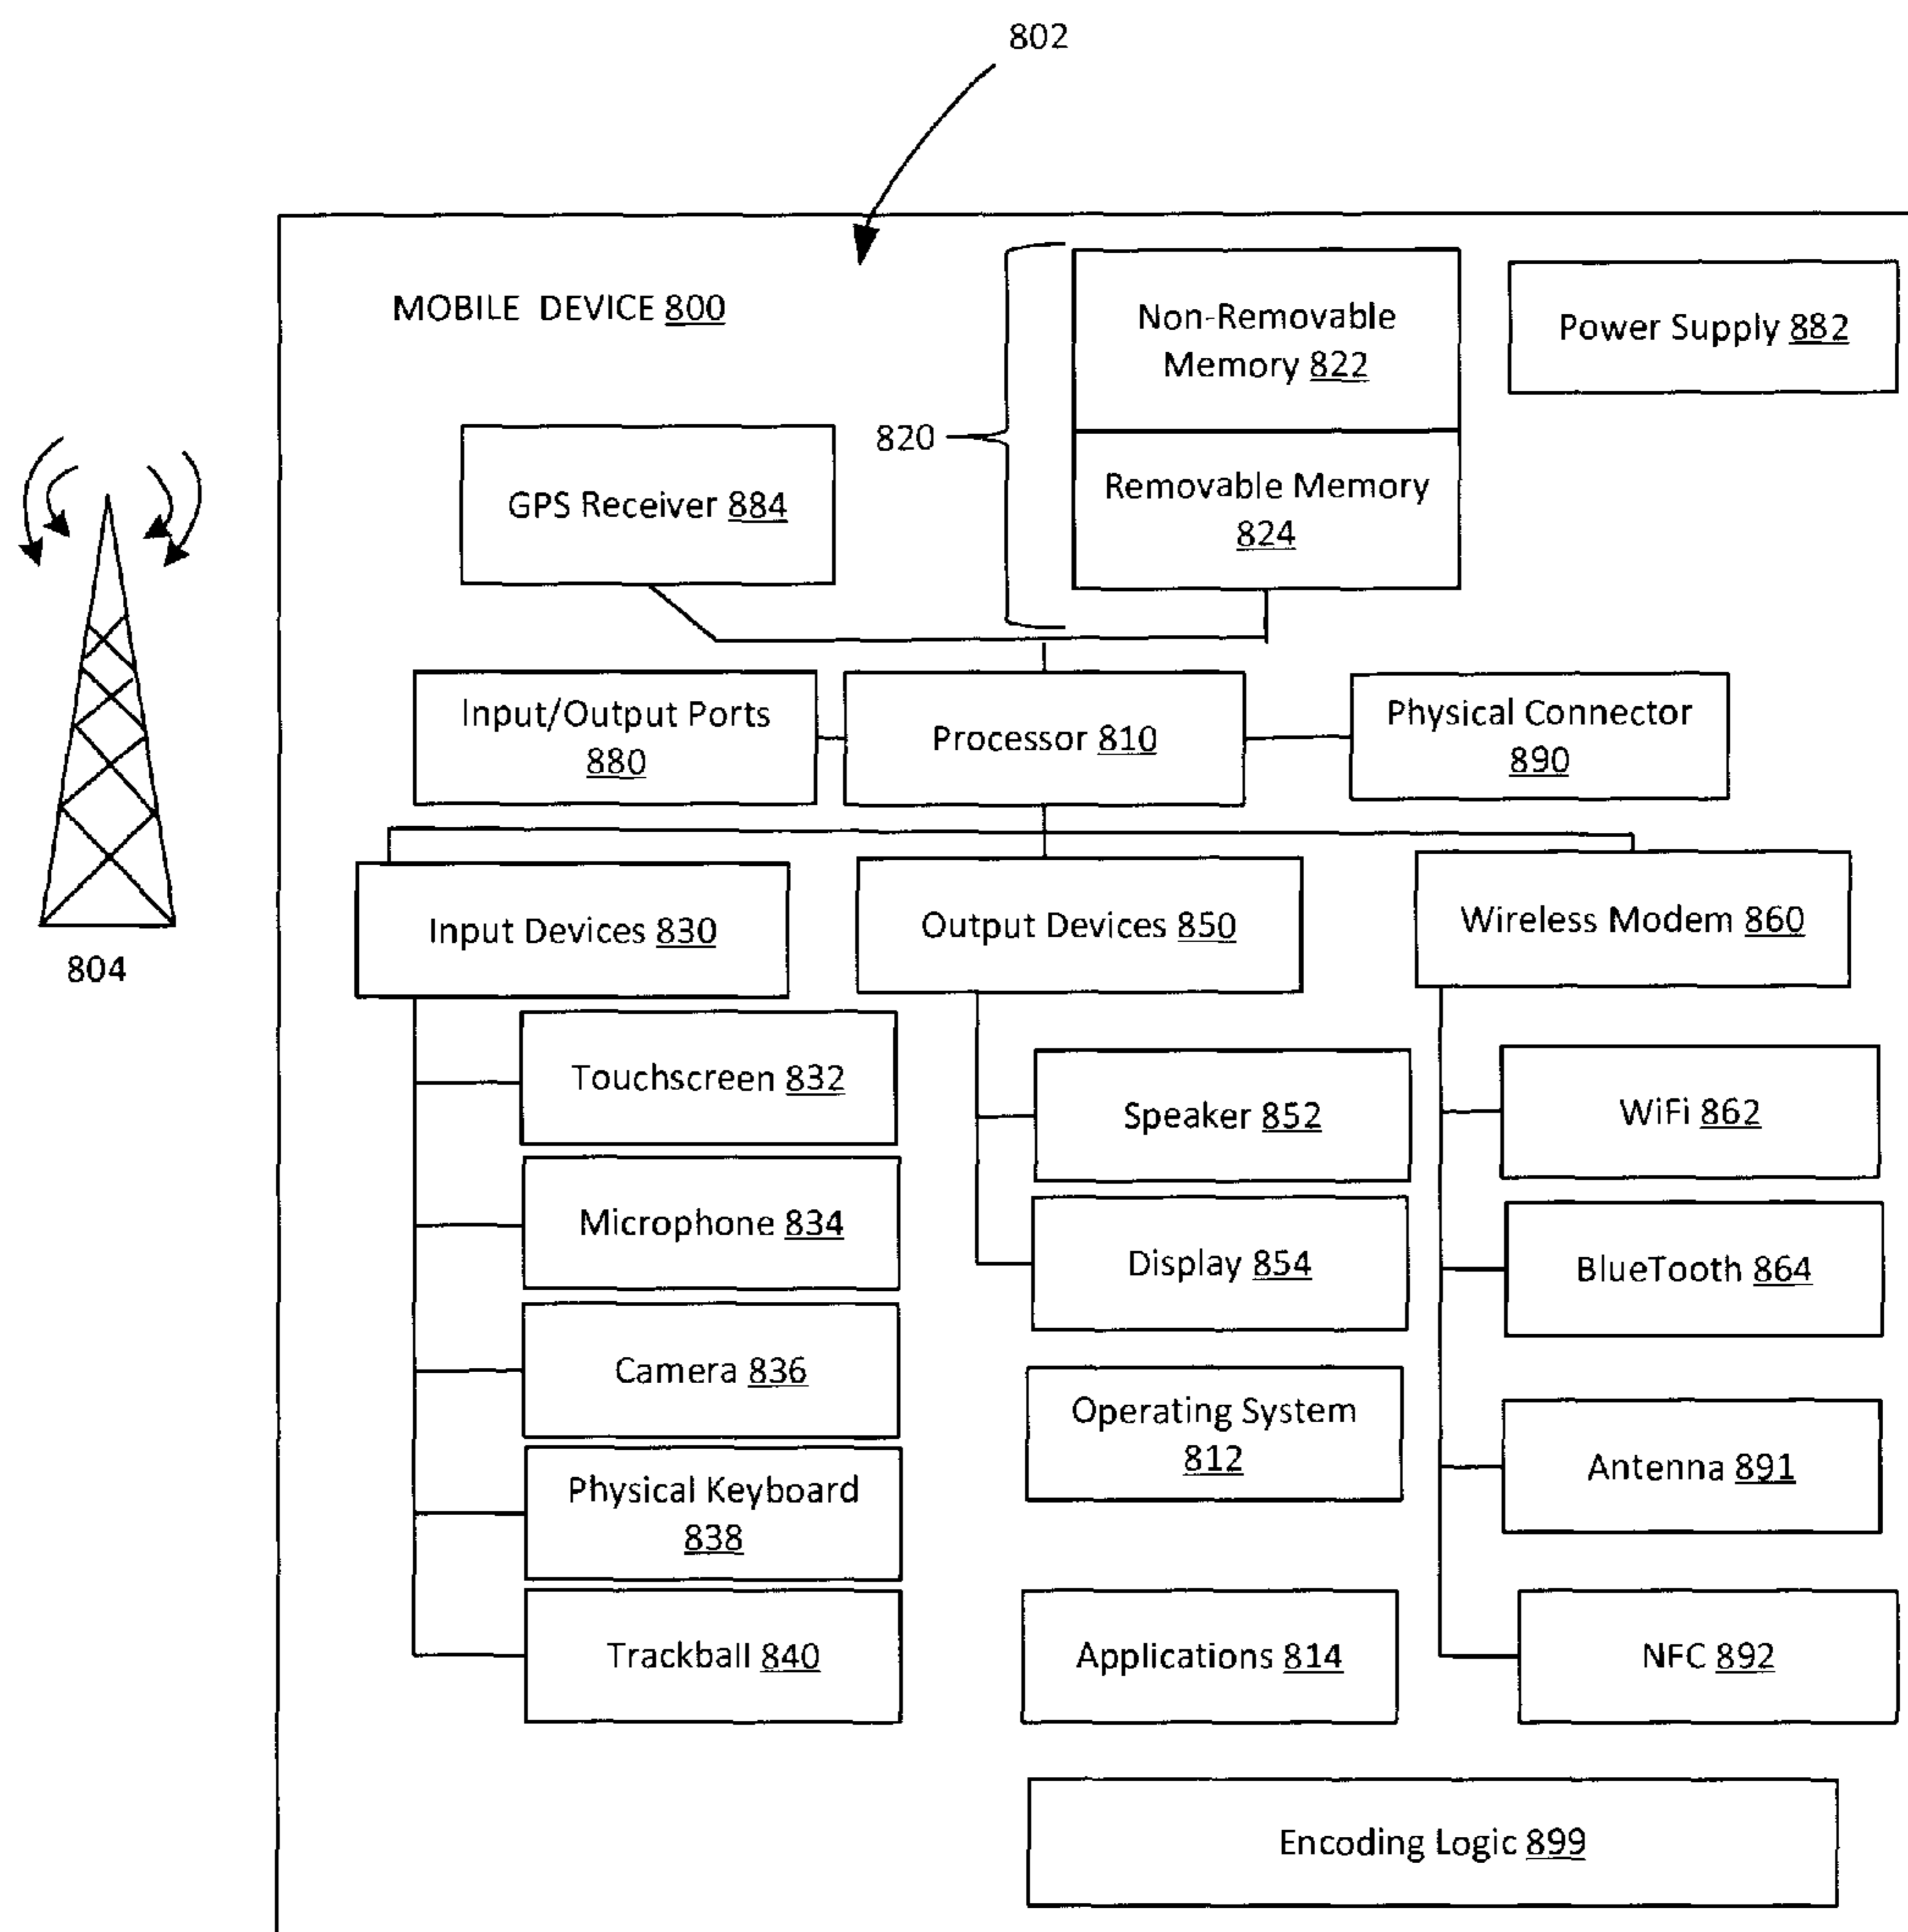 802
MOBILE DEVICE 800
Non-Removable
Memory 822
Power Supply 882
820
GPS Receiver 884
Removable Memory
824
Input/Output Ports
880
Processor 810
Physical Connector
890
Input Devices 830
Output Devices 850
Wireless Modem 860
804
Touchscreen 832
Microphone 834
Camera 836
Physical Keyboard
838
Trackball 840
Speaker 852
Display 854
Operating System
812
Applications 814
WiFi 862
BlueTooth 864
Antenna 891
NFC 892
Encoding Logic 899